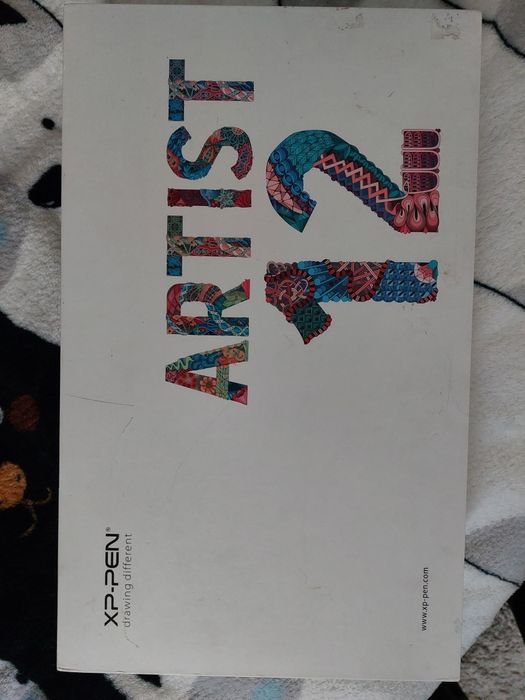 XP-PEN®
drawing different
ARTIST
12
www.xp-pen.com